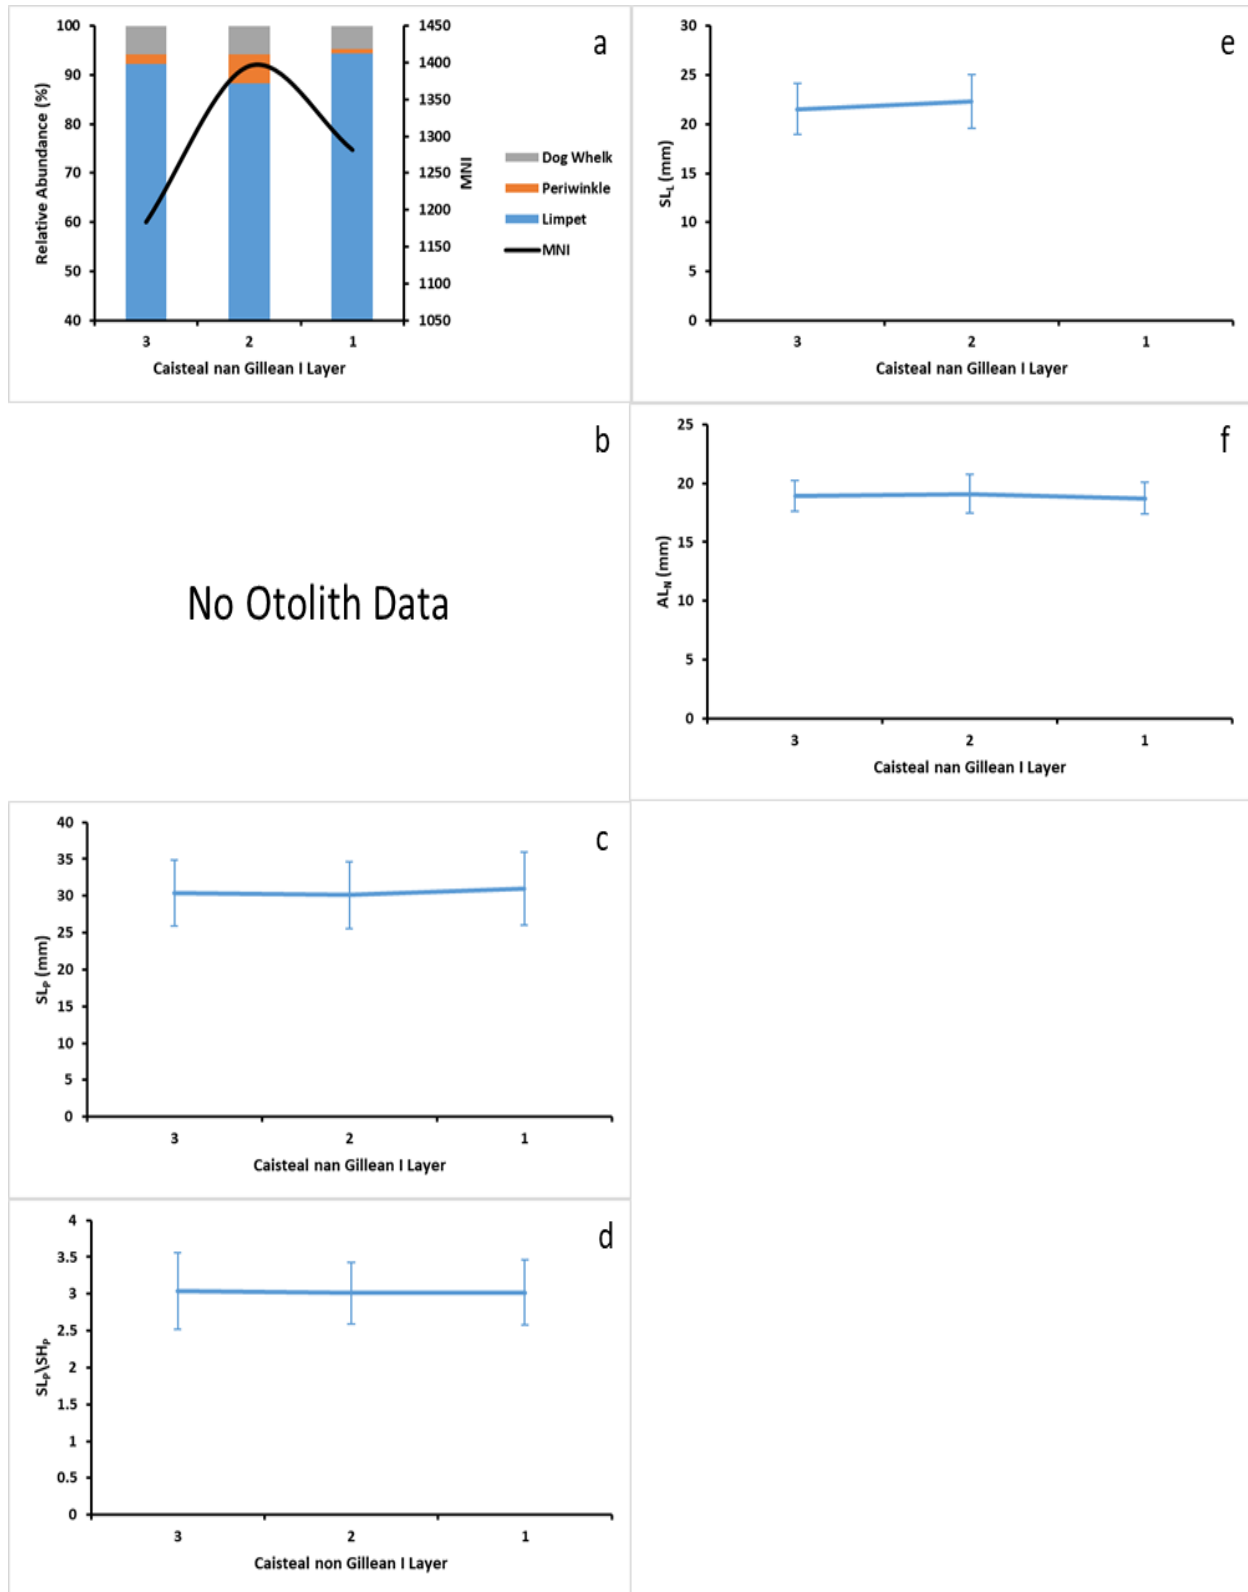 a
100
90
80
70
60
50
40
Relative Abundance (%)
1450
1400
1350
1300
1250
1200
1150
1100
1050
MNI
Dog Whelk
Periwinkle
Limpet
MNI
3 2 1
Caisteal nan Gillean I Layer
b
No Otolith Data
c
40
35
30
25
20
15
10
5
0
SLP (mm)
3 2 1
Caisteal nan Gillean I Layer
d
4
3.5
3
2.5
2
1.5
1
0.5
0
SLP\SHP
3 2 1
Caisteal non Gillean I Layer
e
30
25
20
15
10
5
0
SLL (mm)
3 2 1
Caisteal nan Gillean I Layer
f
25
20
15
10
5
0
ALN (mm)
3 2 1
Caisteal nan Gillean I Layer